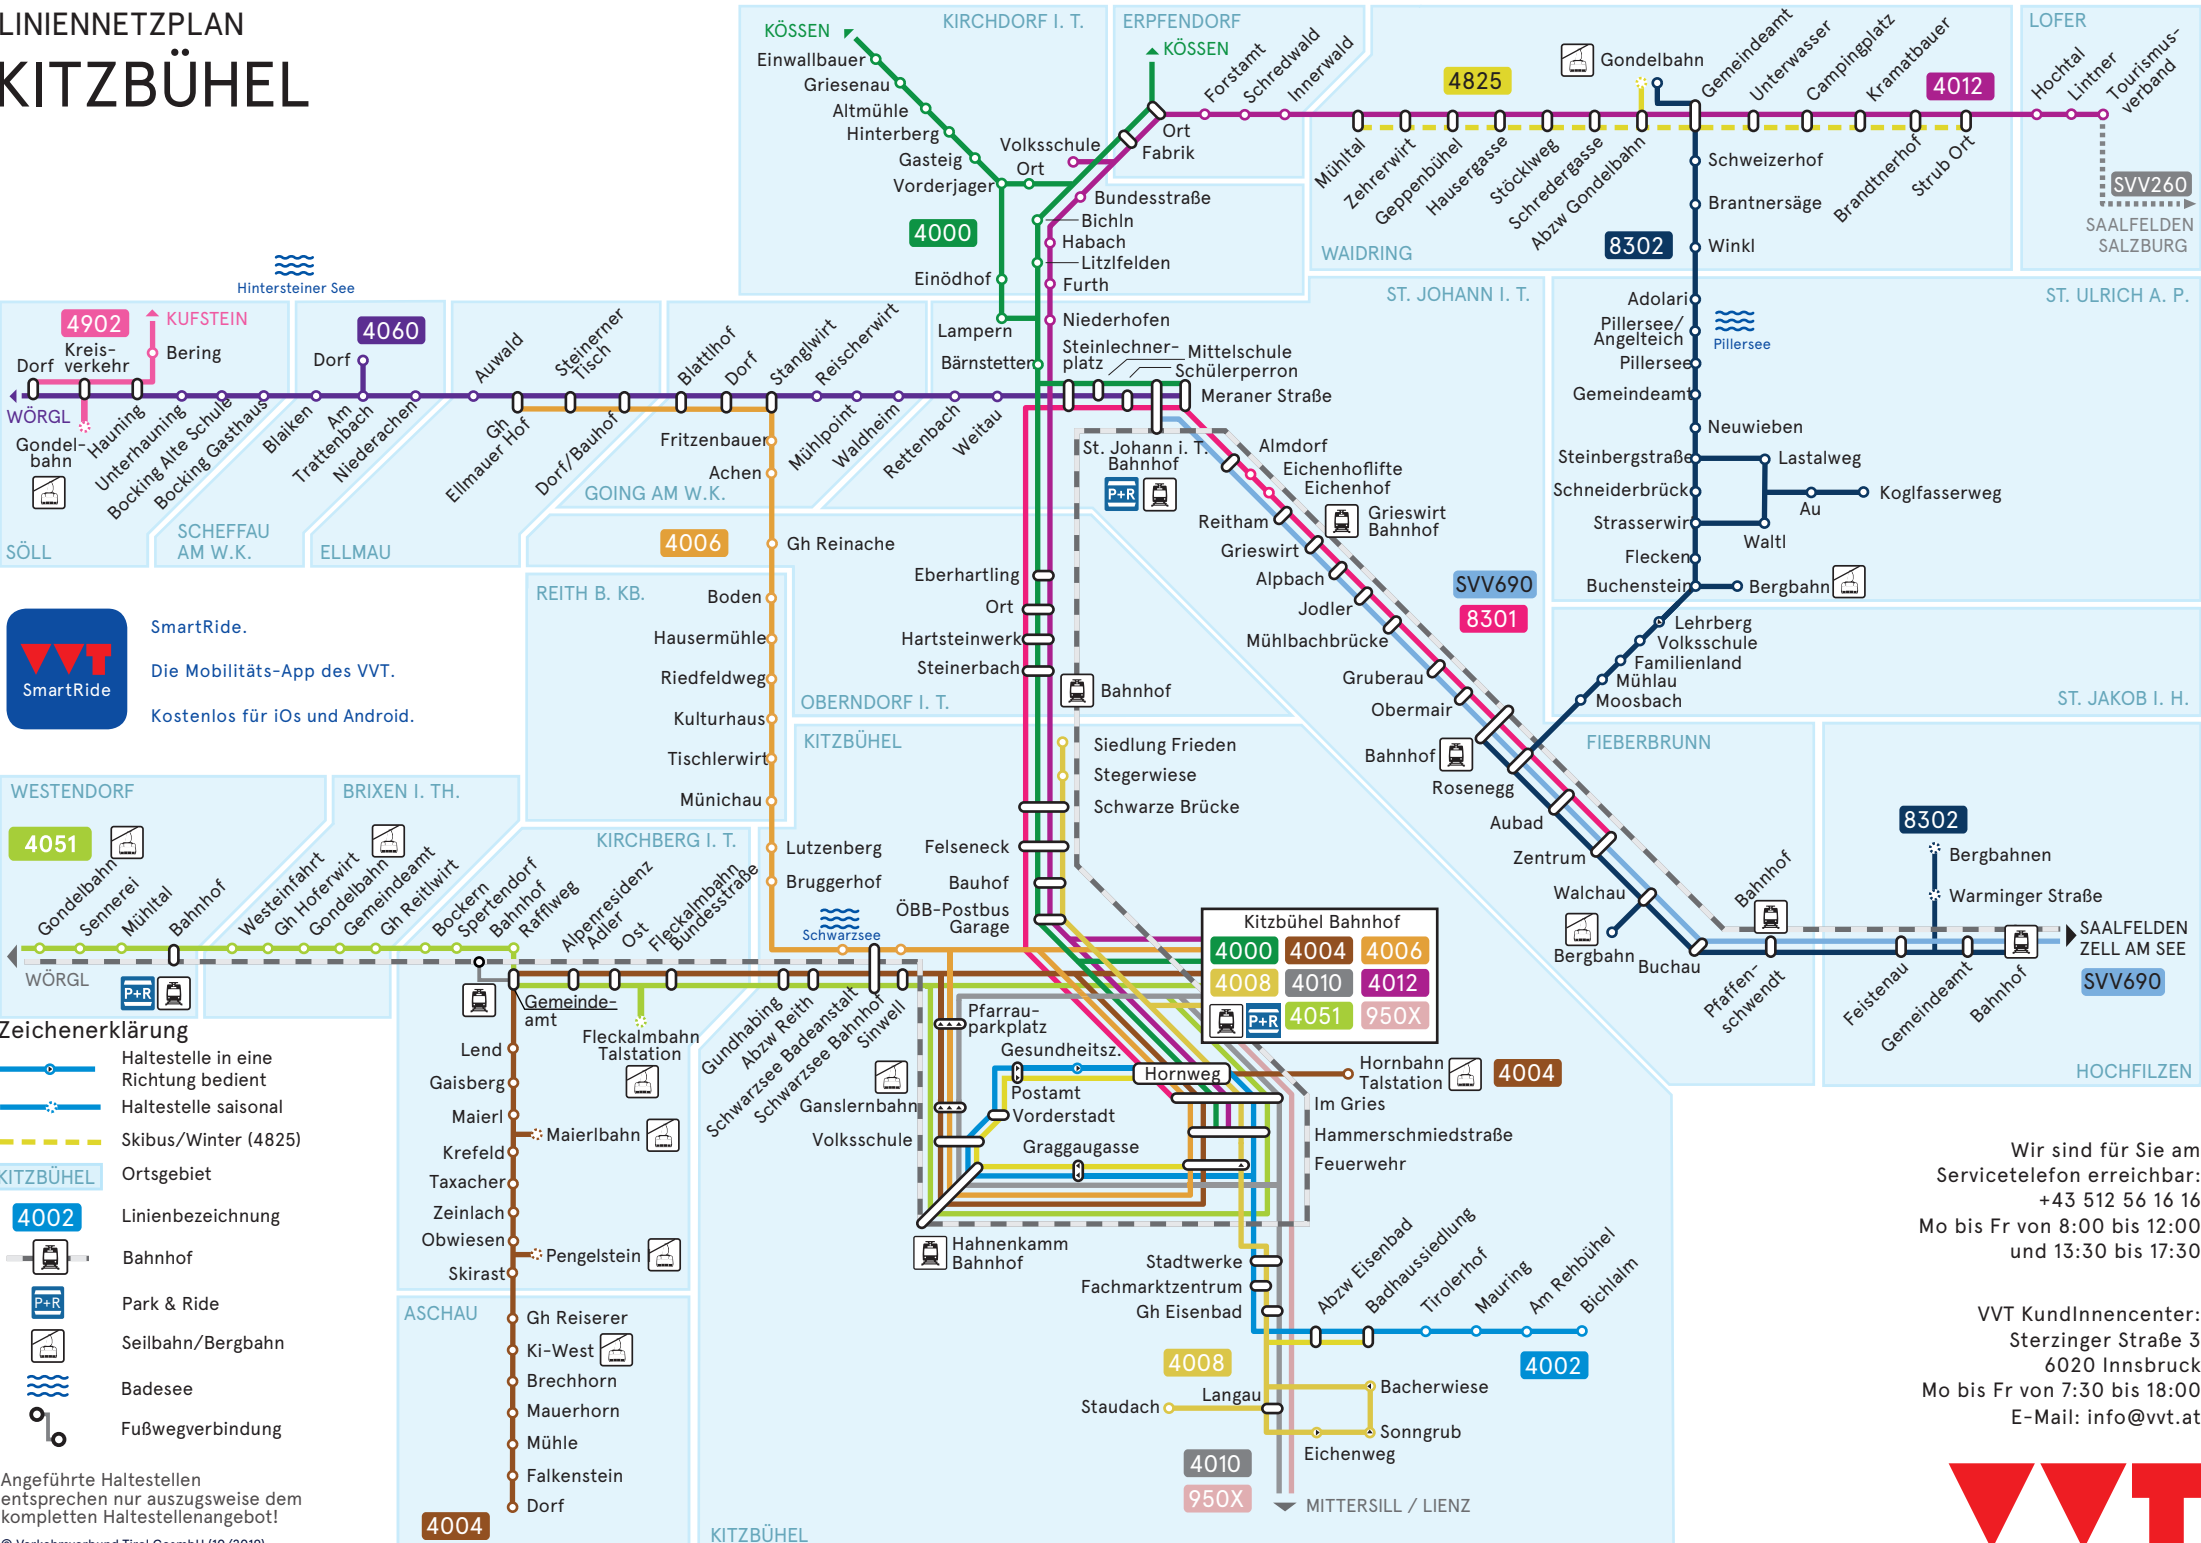 LINIENNETZPLAN
KITZBÜHEL
KIRCHDORF I. T.
KÖSSEN
Einwallbauer
Griesenau
Altmühle
Hinterberg
Gasteig
Vorderjager
Volksschule
Ort
4000
Einödhof
Lampern
Bundesstraße
Bichln
Habach
Litzlfelden
Furth
Niederhofen
Bärnstetten
ERPFENDORF
KÖSSEN
Ort
Fabrik
Forstamt
Schredwald
Innerwald
4825
Gondelbahn
Gemeindeamt
Unterwasser
Campingplatz
Kramatbauer
4012
Mühltal
Zehrerwirt
Geppenbühel
Hausergasse
Stöcklweg
Schredergasse
Abzw Gondelbahn
Brandtnerhof
Strub Ort
WAIDRING
8302
Schweizerhof
Brantnersäge
Winkl
LOFER
Hochtal
Lintner
Tourismus-
verband
SVV260
SAALFELDEN
SALZBURG
Hintersteiner See
4902
KUFSTEIN
Kreis-
Dorf verkehr
Bering
WÖRGL
Gondel-
bahn
Hauning
Unterhauning
Bocking Alte Schule
Bocking Gasthaus
SÖLL
SCHEFFAU
AM W.K.
4060
Dorf
Blaiken
Am
Trattenbach
Niederachen
ELLMAU
Auwald
Steinerner
Tisch
Gh
Ellmauer Hof
Dorf/Bauhof
Blattlhof
Dorf
Stanglwirt
Reischerwirt
Fritzenbauer
Achen
GOING AM W.K.
Mühlpoint
Waldheim
Rettenbach
Weitau
ST. JOHANN I. T.
Steinlechner-
platz
Mittelschule
Schülerperron
Meraner Straße
St. Johann i. T.
Bahnhof
P+R
Almdorf
Eichenhoflifte
Eichenhof
Reitham
Grieswirt
Bahnhof
Grieswirt
Alpbach
Jodler
Mühlbachbrücke
Gruberau
Obermair
SVV690
8301
ST. ULRICH A. P.
Adolari
Pillersee/
Angelteich
Pillersee
Pillersee
Gemeindeamt
Neuwieben
Steinbergstraße
Lastalweg
Schneiderbrück
Koglfasserweg
Au
Strasserwir
Waltl
Flecken
Buchenstein
Bergbahn
Lehrberg
Volksschule
Familienland
Mühlau
Moosbach
ST. JAKOB I. H.
4006
Gh Reinache
REITH B. KB.
Boden
Hausermühle
Riedfeldweg
Kulturhaus
Tischlerwirt
Münichau
Eberhartling
Ort
Hartsteinwerk
Steinerbach
Bahnhof
OBERNDORF I. T.
VVT
SmartRide
SmartRide.
Die Mobilitäts-App des VVT.
Kostenlos für iOs und Android.
KITZBÜHEL
Siedlung Frieden
Stegerwiese
Schwarze Brücke
Felseneck
Bauhof
ÖBB-Postbus
Garage
Lutzenberg
Bruggerhof
Schwarzsee
Bahnhof
Rosenegg
Aubad
Zentrum
Walchau
Bergbahn
Buchau
FIEBERBRUNN
Bahnhof
Pfaffen-
schwendt
8302
Bergbahnen
Warminger Straße
Feistenau
Gemeindeamt
Bahnhof
SAALFELDEN
ZELL AM SEE
SVV690
HOCHFILZEN
WESTENDORF
4051
Gondelbahn
Sennerei
Mühltal
Bahnhof
WÖRGL
P+R
BRIXEN I. TH.
Westeinfahrt
Gh Hoferwirt
Gondelbahn
Gemeindeamt
Gh Reitlwirt
KIRCHBERG I. T.
Bockern
Spertendorf
Bahnhof
Rafflweg
Alpenresidenz
Adler
Ost
Fleckalmbahn
Bundesstraße
Gemeinde-
amt
Fleckalmbahn
Talstation
Gundhabing
Abzw Reith
Schwarzsee Badeanstalt
Schwarzsee Bahnhof
Sinwell
Lend
Gaisberg
Maierl
Maierlbahn
Krefeld
Taxacher
Zeinlach
Obwiesen
Pengelstein
Skirast
ASCHAU
Gh Reiserer
Ki-West
Brechhorn
Mauerhorn
Mühle
Falkenstein
Dorf
4004
Kitzbühel Bahnhof
4000 4004 4006
4008 4010 4012
P+R 4051 950X
Pfarrau-
parkplatz
Gesundheitsz.
Hornweg
Hornbahn
Talstation
4004
Postamt
Vorderstadt
Ganslernbahn
Volksschule
Graggaugasse
Im Gries
Hammerschmiedstraße
Feuerwehr
Hahnenkamm
Bahnhof
Stadtwerke
Fachmarktzentrum
Gh Eisenbad
Abzw Eisenbad
Badhaussiedlung
Tirolerhof
Mauring
Am Rehbühel
Bichlalm
4002
4008
Langau
Staudach
Bacherwiese
Sonngrub
Eichenweg
4010
950X
MITTERSILL / LIENZ
KITZBÜHEL
Zeichenerklärung
Haltestelle in eine
Richtung bedient
Haltestelle saisonal
Skibus/Winter (4825)
KITZBÜHEL Ortsgebiet
4002 Linienbezeichnung
Bahnhof
P+R Park & Ride
Seilbahn/Bergbahn
Badesee
Fußwegverbindung
Angeführte Haltestellen
entsprechen nur auszugsweise dem
kompletten Haltestellenangebot!
Wir sind für Sie am
Servicetelefon erreichbar:
+43 512 56 16 16
Mo bis Fr von 8:00 bis 12:00
und 13:30 bis 17:30
VVT KundInnencenter:
Sterzinger Straße 3
6020 Innsbruck
Mo bis Fr von 7:30 bis 18:00
E-Mail: info@vvt.at
VVT